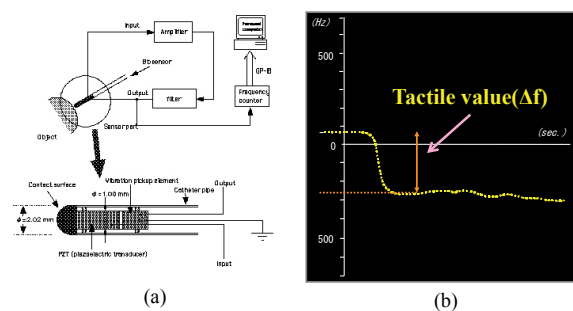 Input
Amplifier
Personal
computer
Biosensor
GP-IB
Output
filter
Frequency
counter
Object
Sensor part
Contact surface
Vibration pickup element
ϕ = 1.00 mm
Catheter pipe
Output
ϕ=2.02 mm
PZT (piezoelectric transducer)
Input
(a)
(Hz)
500
Tactile value(Δf)
(sec.)
0
500
(b)